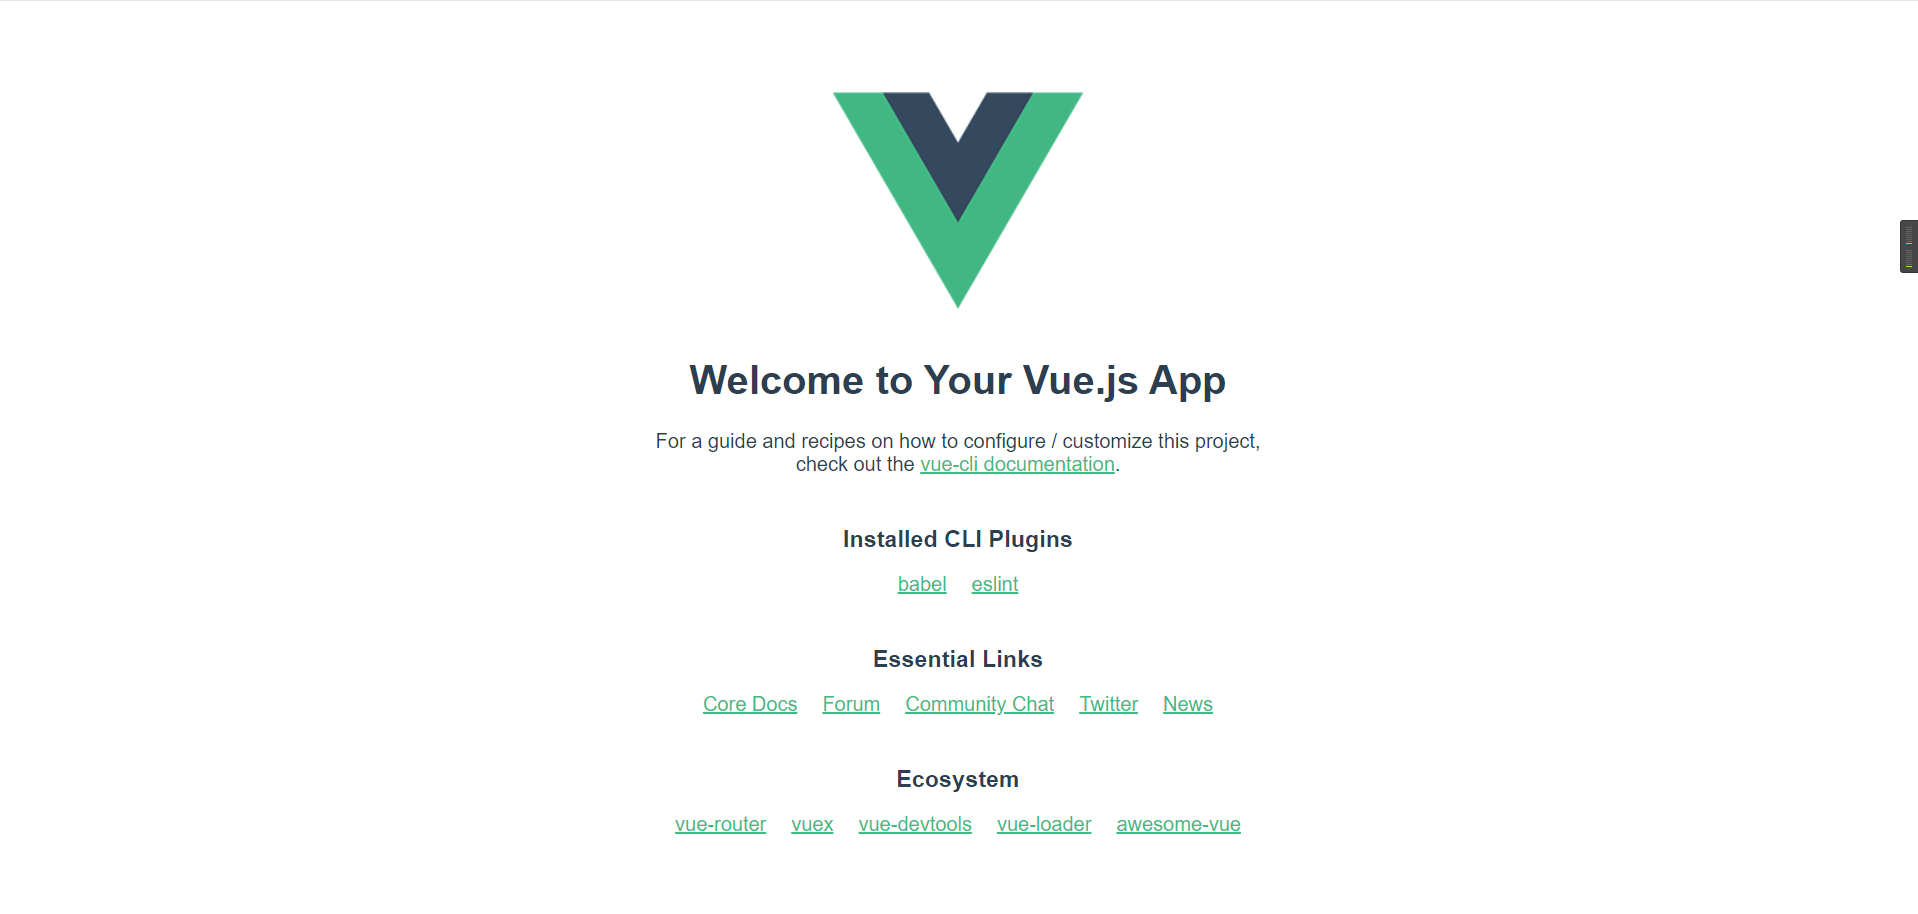 Welcome to Your Vue.js App
For a guide and recipes on how to configure / customize this project,
check out the vue-cli documentation.
Installed CLI Plugins
babel eslint
Essential Links
Core Docs Forum Community Chat Twitter News
Ecosystem
vue-router vuex vue-devtools vue-loader awesome-vue